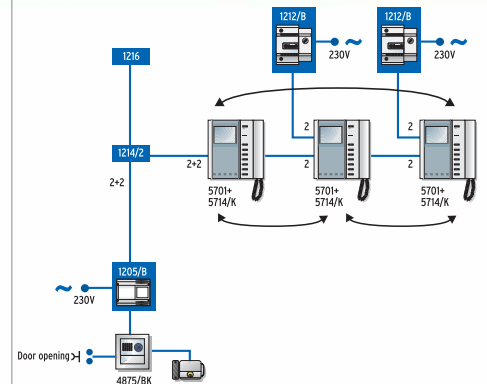 1212/B
1212/B
230V
230V
1216
1214/2
2
2
2+2
2+2
2
2
5701+
5714/K
5701+
5714/K
5701+
5714/K
1205/B
230V
Door opening
4875/BK